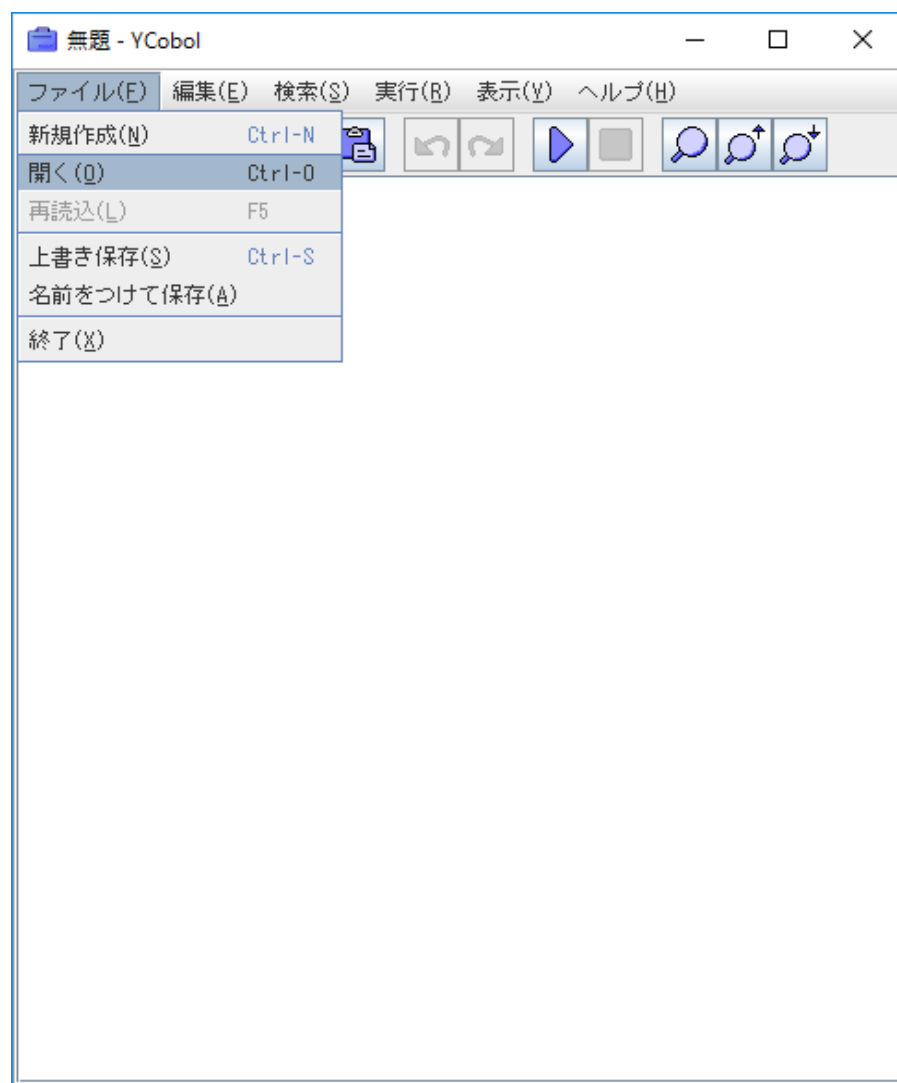 無題 - YCobol
ファイル(F) 編集(E) 検索(S) 実行(R) 表示(V) ヘルプ(H)
新規作成(N) Ctrl-N
開く(O) Ctrl-O
再読込(L) F5
上書き保存(S) Ctrl-S
名前をつけて保存(A)
終了(X)